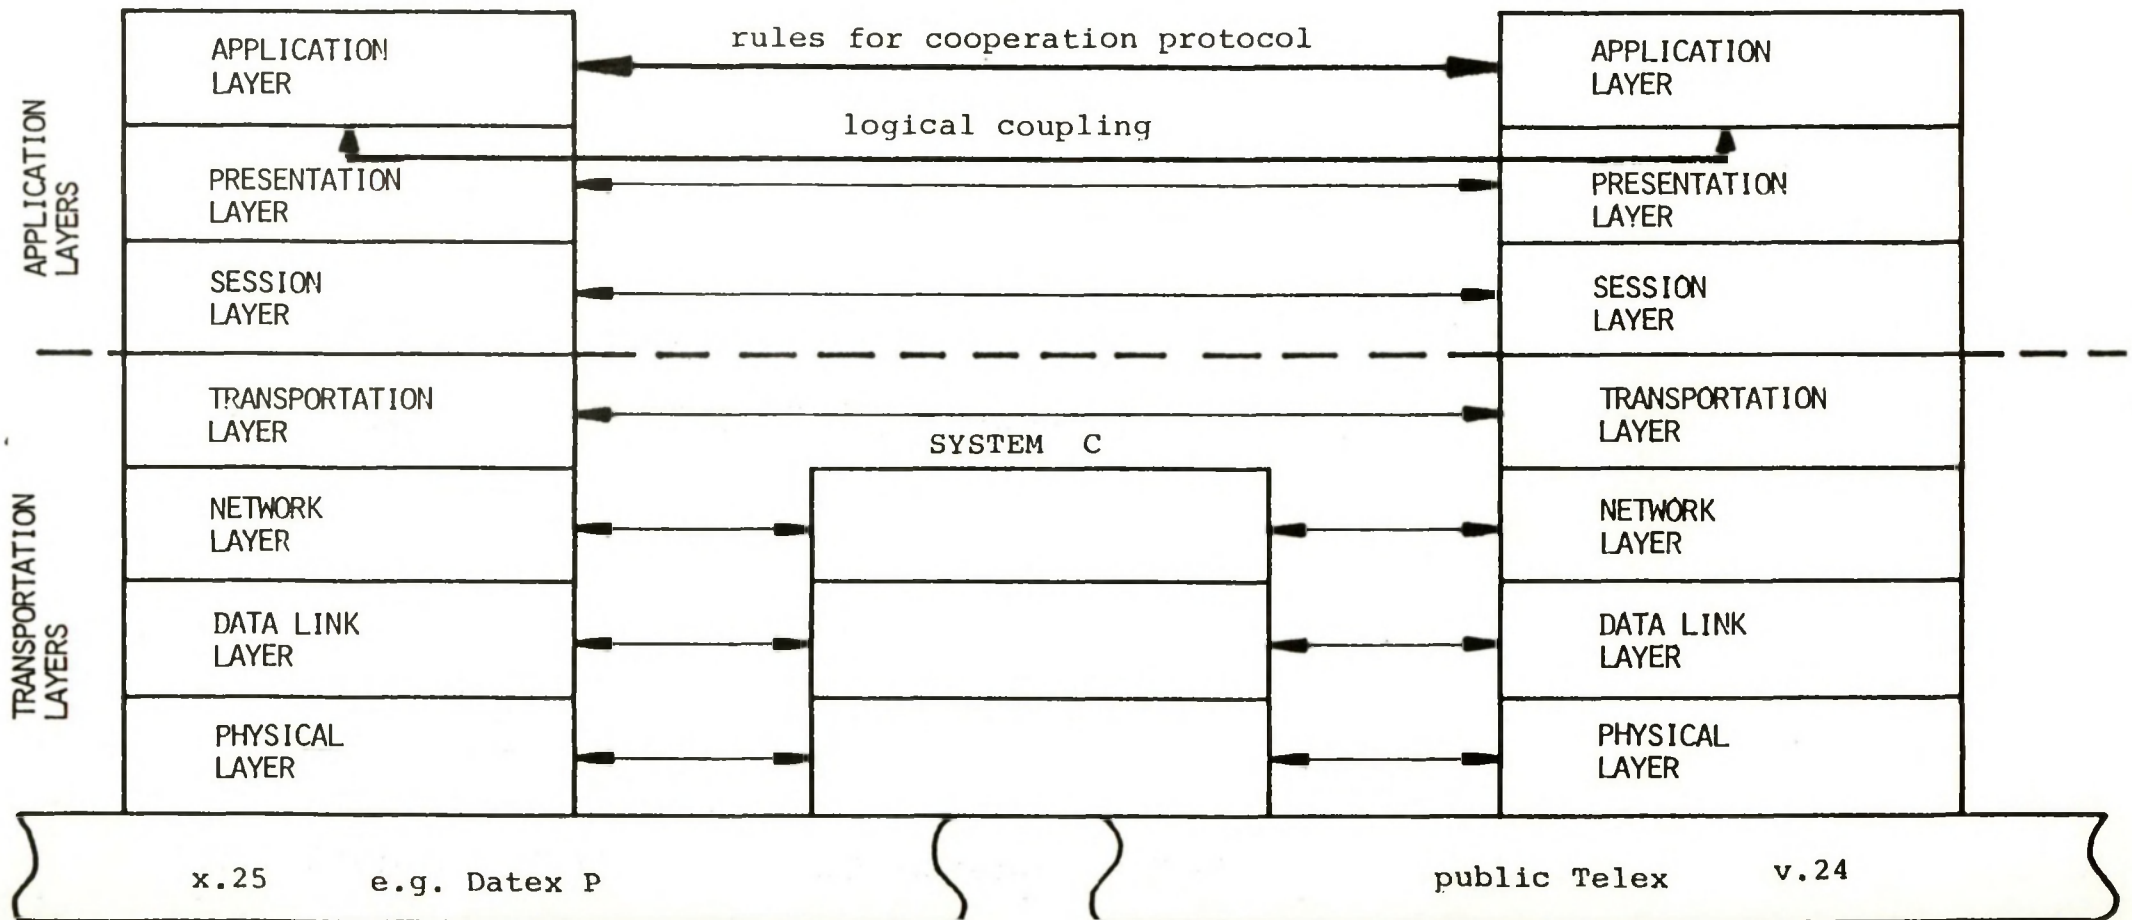 rules for cooperation protocol
logical coupling
APPLICATION
LAYERS
TRANSPORTATION
LAYERS
APPLICATION
LAYER
PRESENTATION
LAYER
SESSION
LAYER
TRANSPORTATION
LAYER
NETWORK
LAYER
DATA LINK
LAYER
PHYSICAL
LAYER
SYSTEM C
APPLICATION
LAYER
PRESENTATION
LAYER
SESSION
LAYER
TRANSPORTATION
LAYER
NETWORK
LAYER
DATA LINK
LAYER
PHYSICAL
LAYER
x.25 e.g. Datex P
public Telex v.24